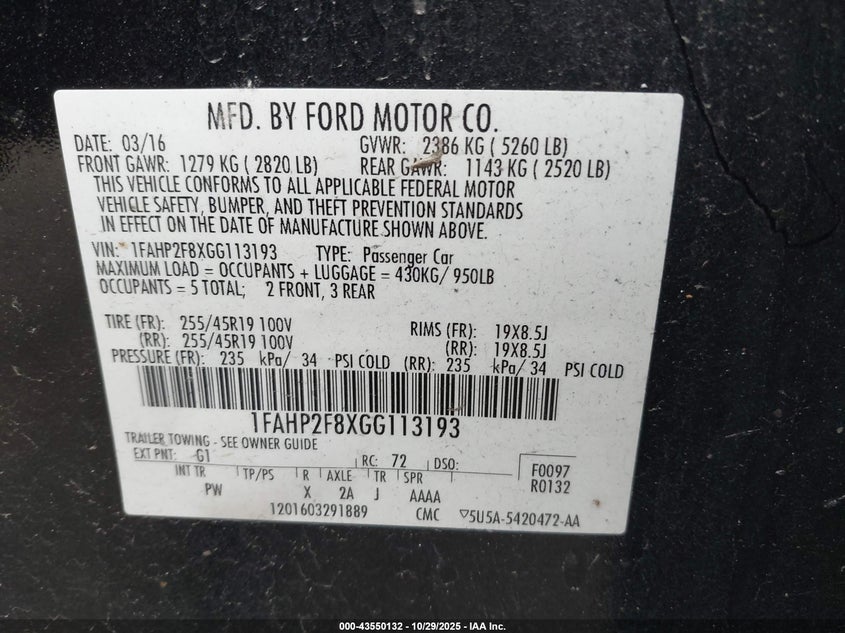 MFD. BY FORD MOTOR CO.
DATE: 03/16 GVWR: 2386 KG ( 5260 LB)
FRONT GAWR: 1279 KG ( 2820 LB) REAR GAWR: 1143 KG ( 2520 LB)
THIS VEHICLE CONFORMS TO ALL APPLICABLE FEDERAL MOTOR
VEHICLE SAFETY, BUMPER, AND THEFT PREVENTION STANDARDS
IN EFFECT ON THE DATE OF MANUFACTURE SHOWN ABOVE.
VIN: 1FAHP2F8XGG113193 TYPE: Passenger Car
MAXIMUM LOAD = OCCUPANTS + LUGGAGE = 430KG/ 950LB
OCCUPANTS = 5 TOTAL; 2 FRONT, 3 REAR
TIRE (FR): 255/45R19 100V RIMS (FR): 19X8.5J
(RR): 255/45R19 100V (RR): 19X8.5J
PRESSURE (FR): 235 kPa/ 34 PSI COLD (RR): 235 kPa/ 34 PSI COLD
1FAHP2F8XGG113193
TRAILER TOWING - SEE OWNER GUIDE
EXT PNT: G1 RC: 72 DSO: F0097
INT TR TP/PS R AXLE TR SPR R0132
PW X 2A J AAAA
1201603291889 CMC ▽5U5A-5420472-AA
000-43550132 - 10/29/2025 - IAA Inc.